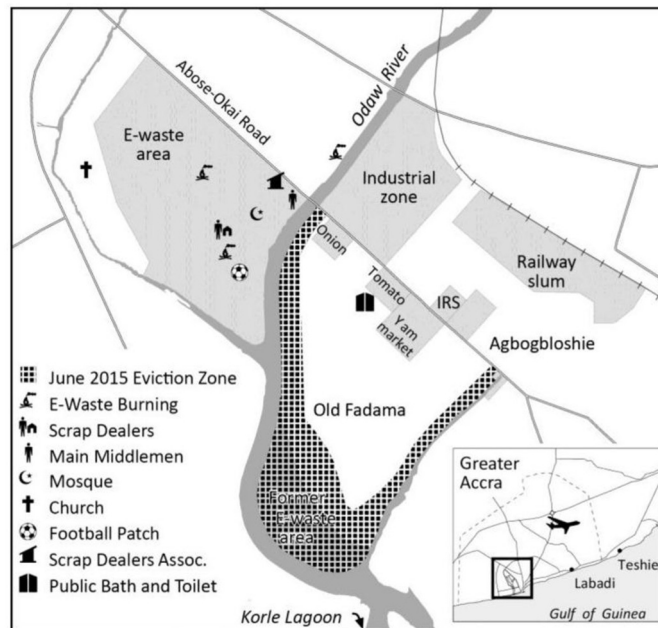 Abose-Okai Road
Odaw River
E-waste
area
Industrial
zone
Onion
Tomato
Yam
market
IRS
Railway
slum
Agbogbloshie
Old Fadama
Former
E-waste
area
June 2015 Eviction Zone
E-Waste Burning
Scrap Dealers
Main Middlemen
Mosque
Church
Football Patch
Scrap Dealers Assoc.
Public Bath and Toilet
Korle Lagoon
Greater
Accra
Teshie
Labadi
Gulf of Guinea